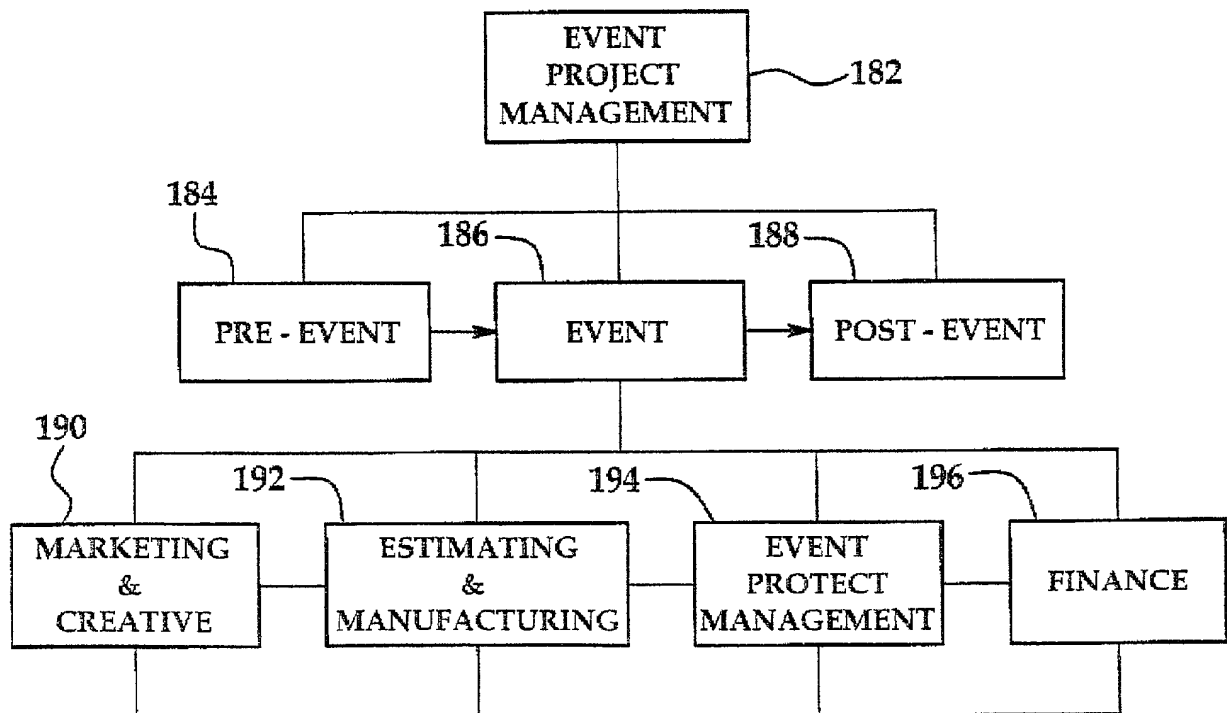 EVENT
PROJECT
MANAGEMENT
182
184
186
188
PRE - EVENT
EVENT
POST - EVENT
190
192
194
196
MARKETING
&
CREATIVE
ESTIMATING
&
MANUFACTURING
EVENT
PROTECT
MANAGEMENT
FINANCE